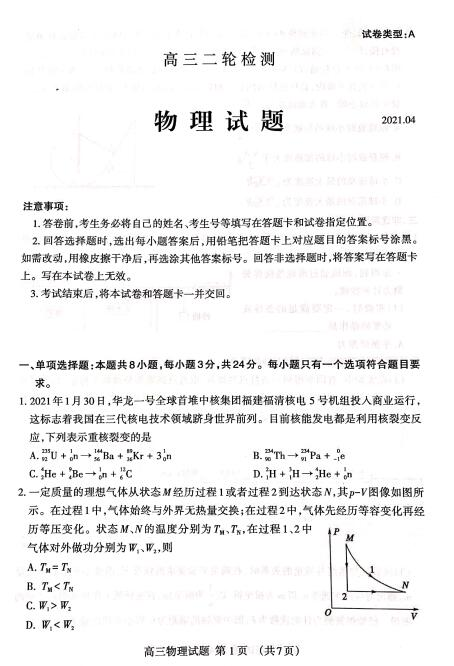 试卷类型:A
高三二轮检测
物理试题
2021.04
注意事项:
1.答卷前,考生务必将自己的姓名、考生号等填写在答题卡和试卷指定位置。
2.回答选择题时,选出每小题答案后,用铅笔把答题卡上对应题目的答案标号涂黑。
如需改动,用橡皮擦干净后,再选涂其他答案标号。回答非选择题时,将答案写在答题卡
上。写在本试卷上无效。
3.考试结束后,将本试卷和答题卡一并交回。
一、单项选择题:本题共8小题,每小题3分,共24分。每小题只有一个选项符合题目要
求。
1.2021年1月30日,华龙一号全球首堆中核集团福建福清核电5号机组投入商业运行,
这标志着我国在三代核电技术领域跻身世界前列。目前核能发电都是利用核裂变反
应,下列表示重核裂变的是
A.²³⁵₉₂U + ¹₀n→¹⁴⁴₅₆Ba + ⁸⁹₃₆Kr + 3¹₀n B.²³⁴₉₀Th→²³⁴₉₁Pa + ⁰₋₁e
C.⁴₂He + ⁹₄Be→¹₀n + ¹²₆C D.²₁H + ³₁H→⁴₂He + ¹₀n
2.一定质量的理想气体从状态M经历过程1或者过程2到达状态N,其p-V图像如图所
示。在过程1中,气体始终与外界无热量交换;在过程2中,气体先经历等容变化再经
历等压变化。状态M、N的温度分别为T_M、T_N,在过程1、2中
气体对外做功分别为W₁、W₂,则
A. T_M = T_N
B. T_M < T_N
C. W₁ > W₂
D. W₁ < W₂
P
M
1
2
N
O
V
高三物理试题 第1页 (共7页)